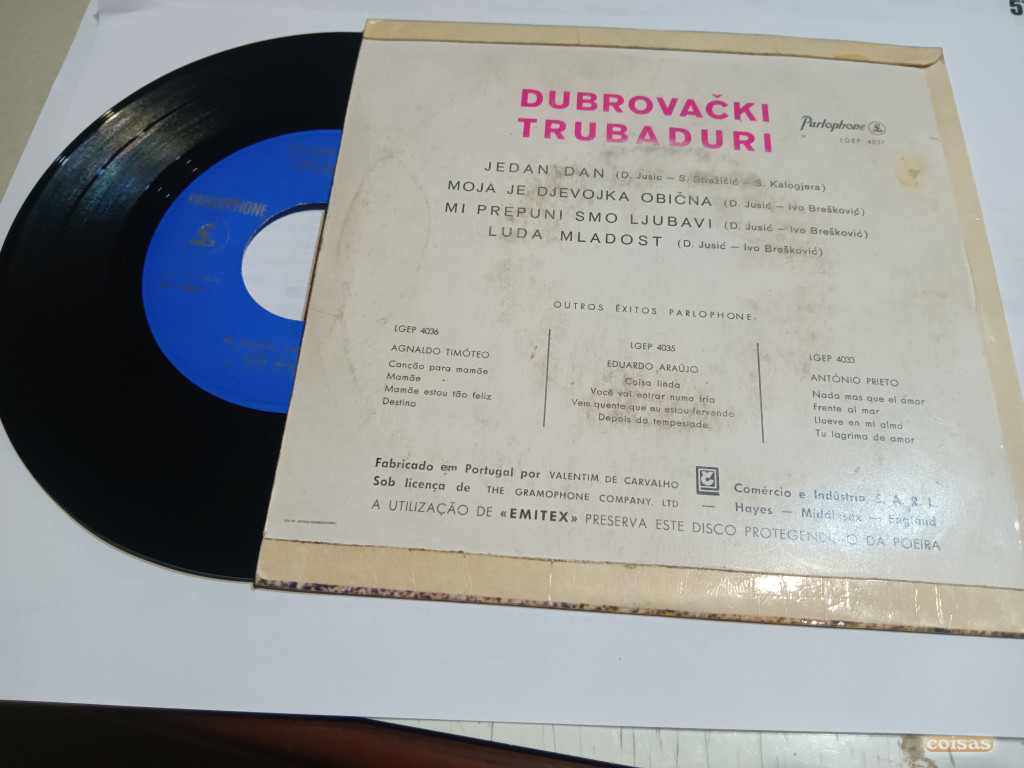 DUBROVAČKI
TRUBADURI
Parlophone
LGEP 4037
JEDAN DAN (D. Jusic – S. Stražičić – S. Kalogjera)
MOJA JE DJEVOJKA OBIČNA (D. Jusić – Ivo Brešković)
MI PREPUNI SMO LJUBAVI (D. Jusić – Ivo Brešković)
LUDA MLADOST (D. Jusić – Ivo Brešković)
OUTROS ÊXITOS PARLOPHONE:
LGEP 4036
AGNALDO TIMÓTEO
Canção para mamãe
Mamãe
Mamãe estou tão feliz
Destino
LGEP 4035
EDUARDO ARAÚJO
Coisa linda
Você vai entrar numa fria
Vem quente que eu estou fervendo
Depois da tempestade
LGEP 4033
ANTÓNIO PRIETO
Nada mas que el amor
Frente al mar
Llueve en mi alma
Tu lagrima de amor
Fabricado em Portugal por VALENTIM DE CARVALHO Comércio e Indústria, S. A. R. L.
Sob licença de THE GRAMOPHONE COMPANY, LTD. — Hayes — Middlesex — England
A UTILIZAÇÃO DE «EMITEX» PRESERVA ESTE DISCO PROTEGENDO-O DA POEIRA
PARLOPHONE
coisas